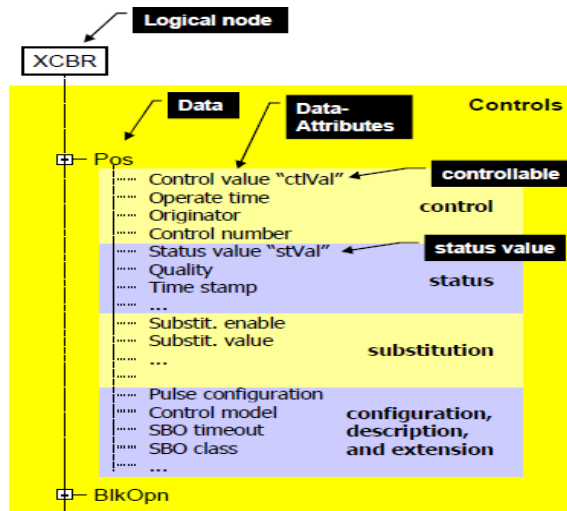 Logical node
XCBR
Data
Data-
Attributes
Controls
Pos
Control value “ctlVal”
controllable
Operate time
control
Originator
Control number
Status value “stVal”
status value
Quality
status
Time stamp
...
Substit. enable
Substit. value
substitution
...
Pulse configuration
Control model
configuration,
SBO timeout
description,
SBO class
and extension
...
BlkOpn